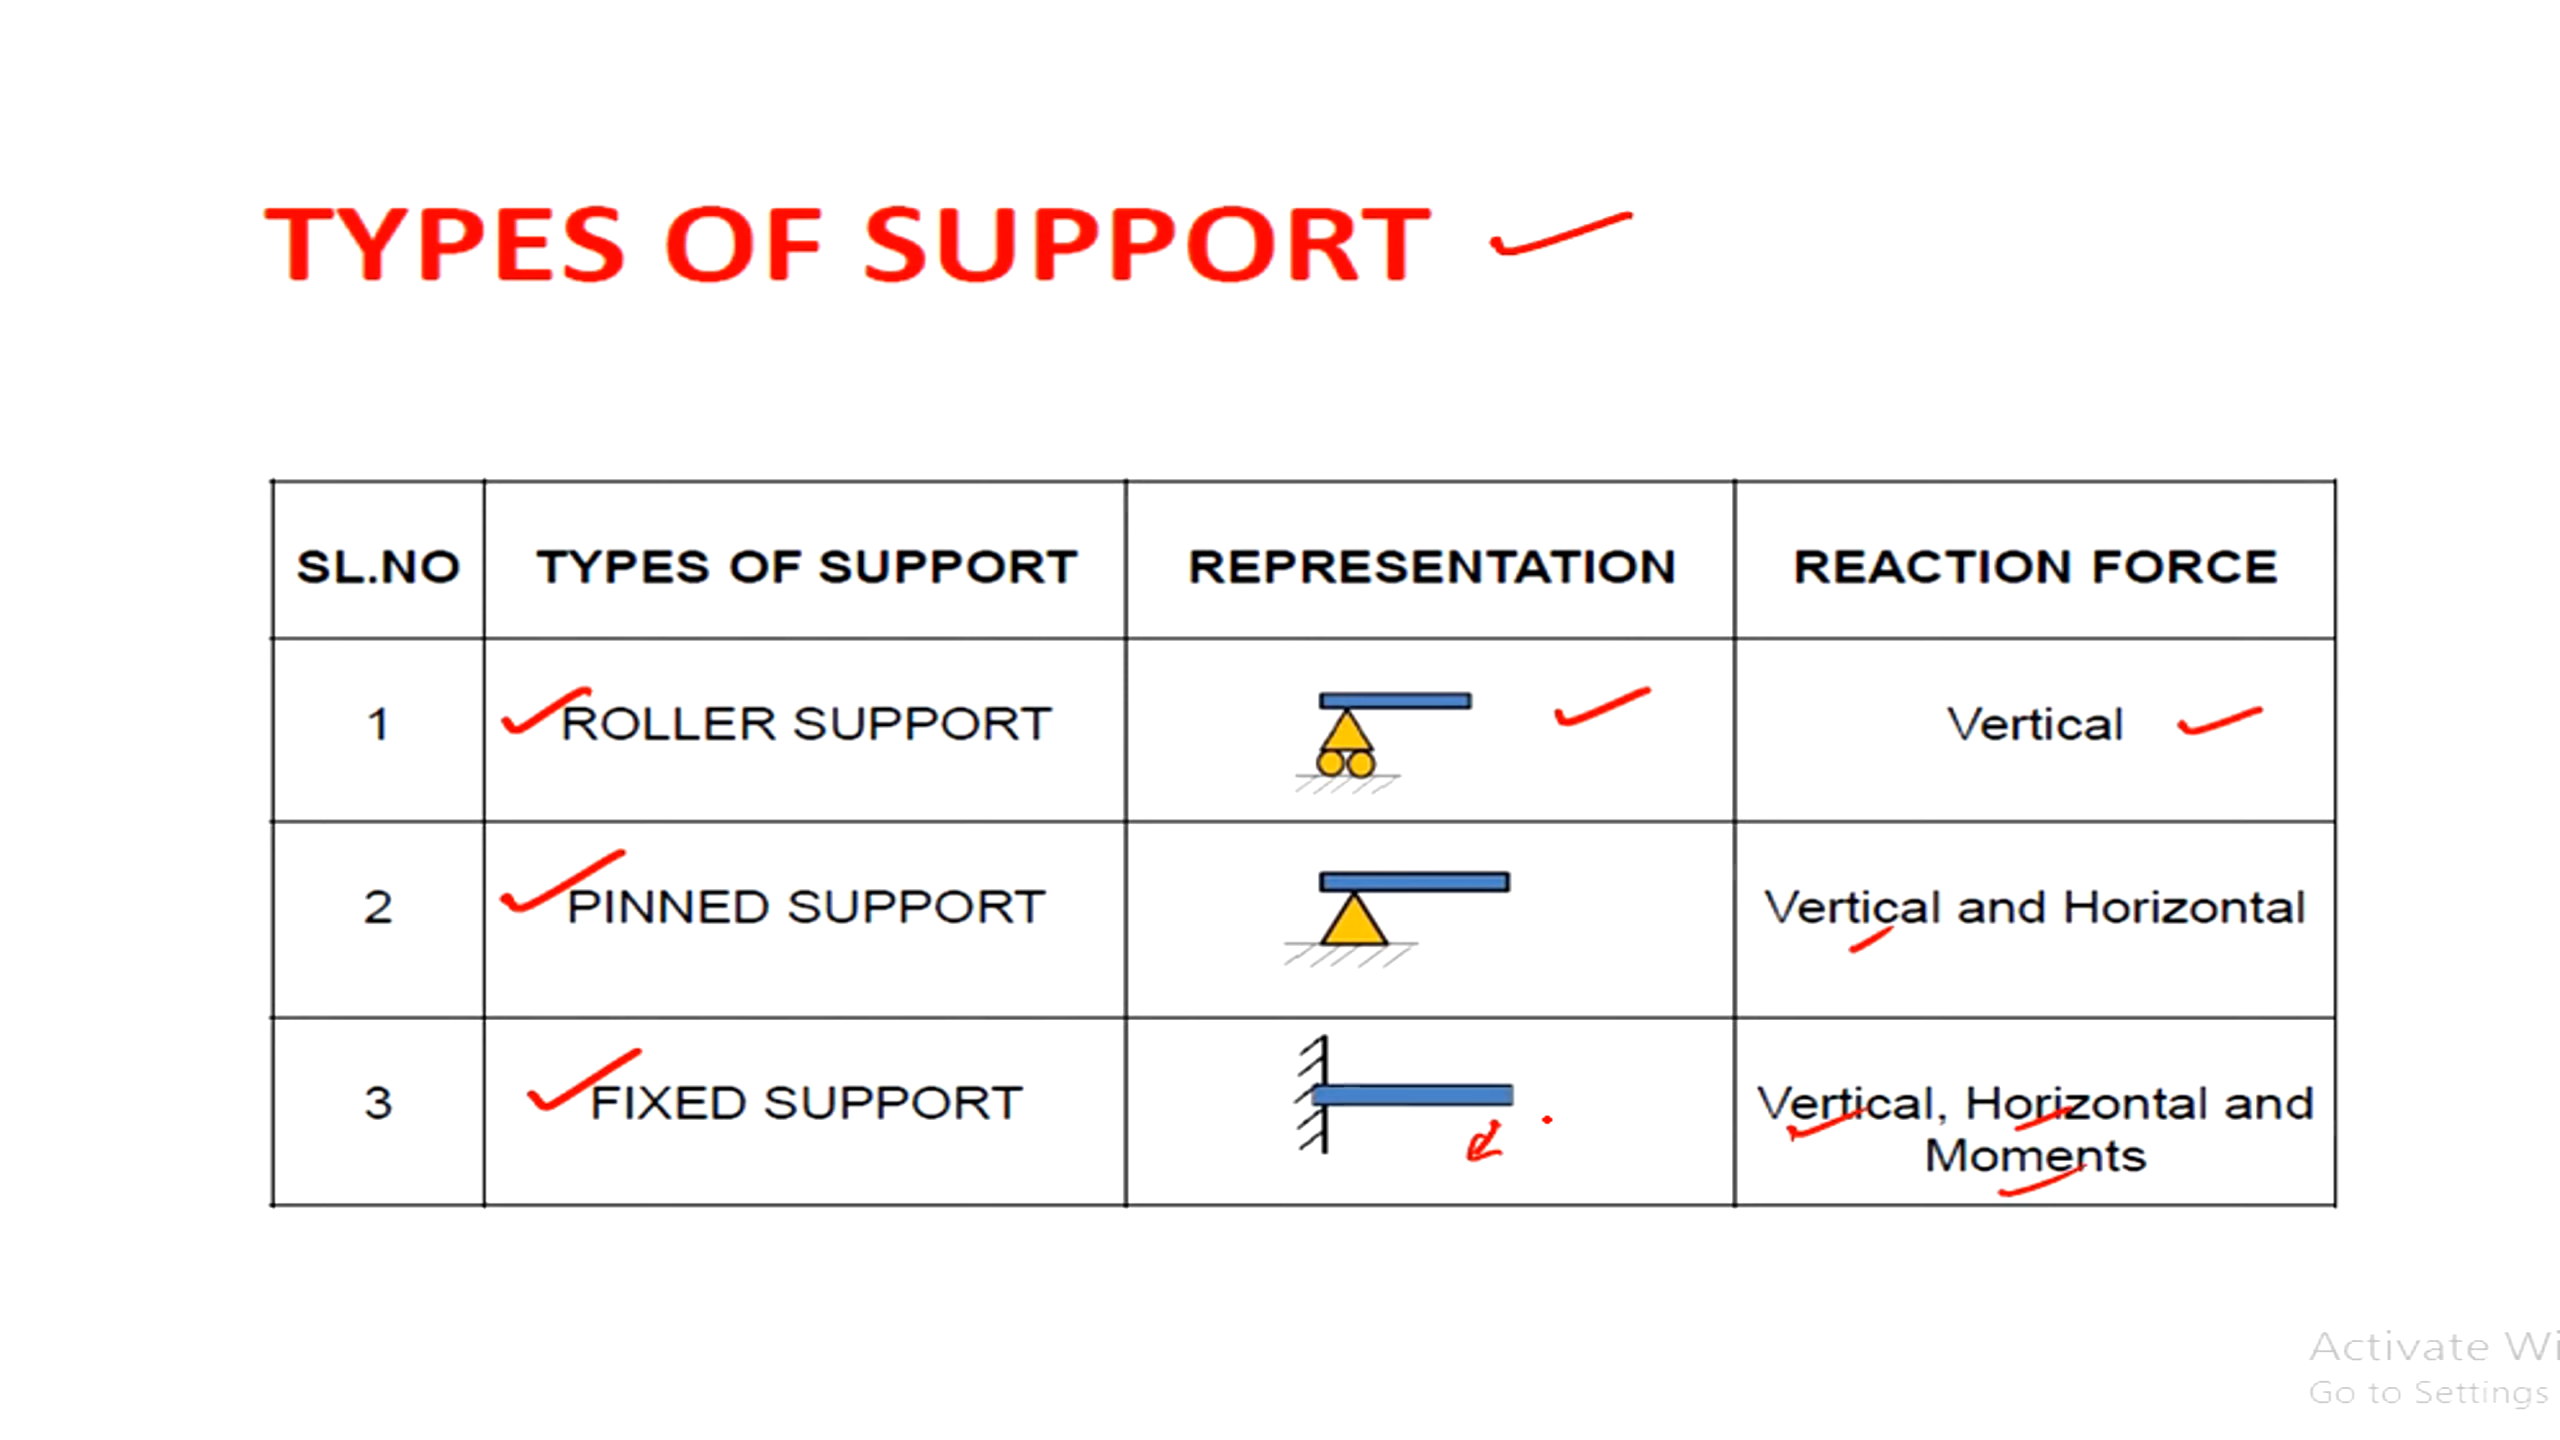 TYPES OF SUPPORT
SL.NO TYPES OF SUPPORT REPRESENTATION REACTION FORCE
1 ROLLER SUPPORT Vertical
2 PINNED SUPPORT Vertical and Horizontal
3 FIXED SUPPORT Vertical, Horizontal and
Moments
Activate Wi
Go to Settings